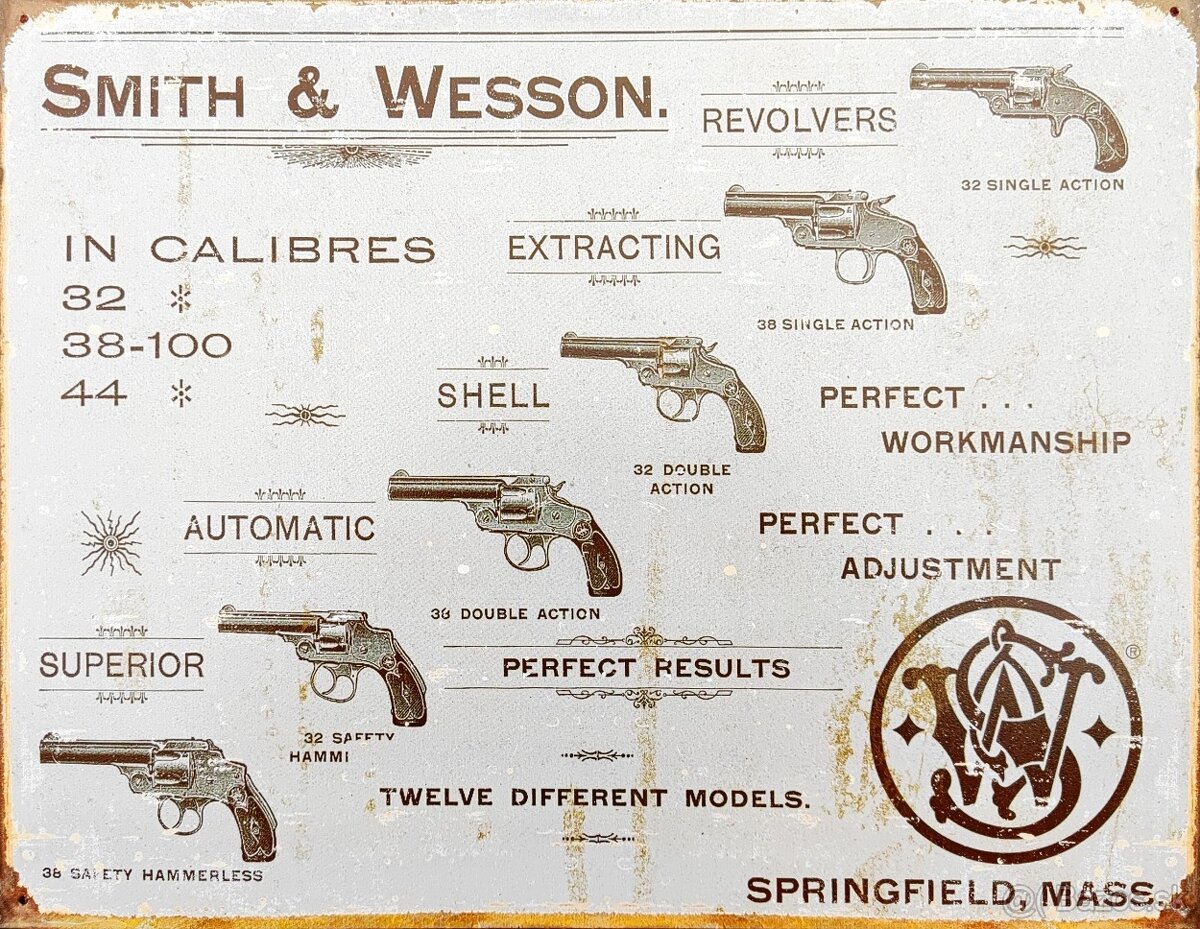 SMITH & WESSON.
REVOLVERS
32 SINGLE ACTION
EXTRACTING
38 SINGLE ACTION
IN CALIBRES
32 *
38-100
44 *
SHELL
32 DOUBLE
ACTION
PERFECT . . .
WORKMANSHIP
AUTOMATIC
38 DOUBLE ACTION
PERFECT . . .
ADJUSTMENT
SUPERIOR
32 SAFETY
HAMMI
PERFECT RESULTS
®
TWELVE DIFFERENT MODELS.
38 SAFETY HAMMERLESS
SPRINGFIELD, MASS.